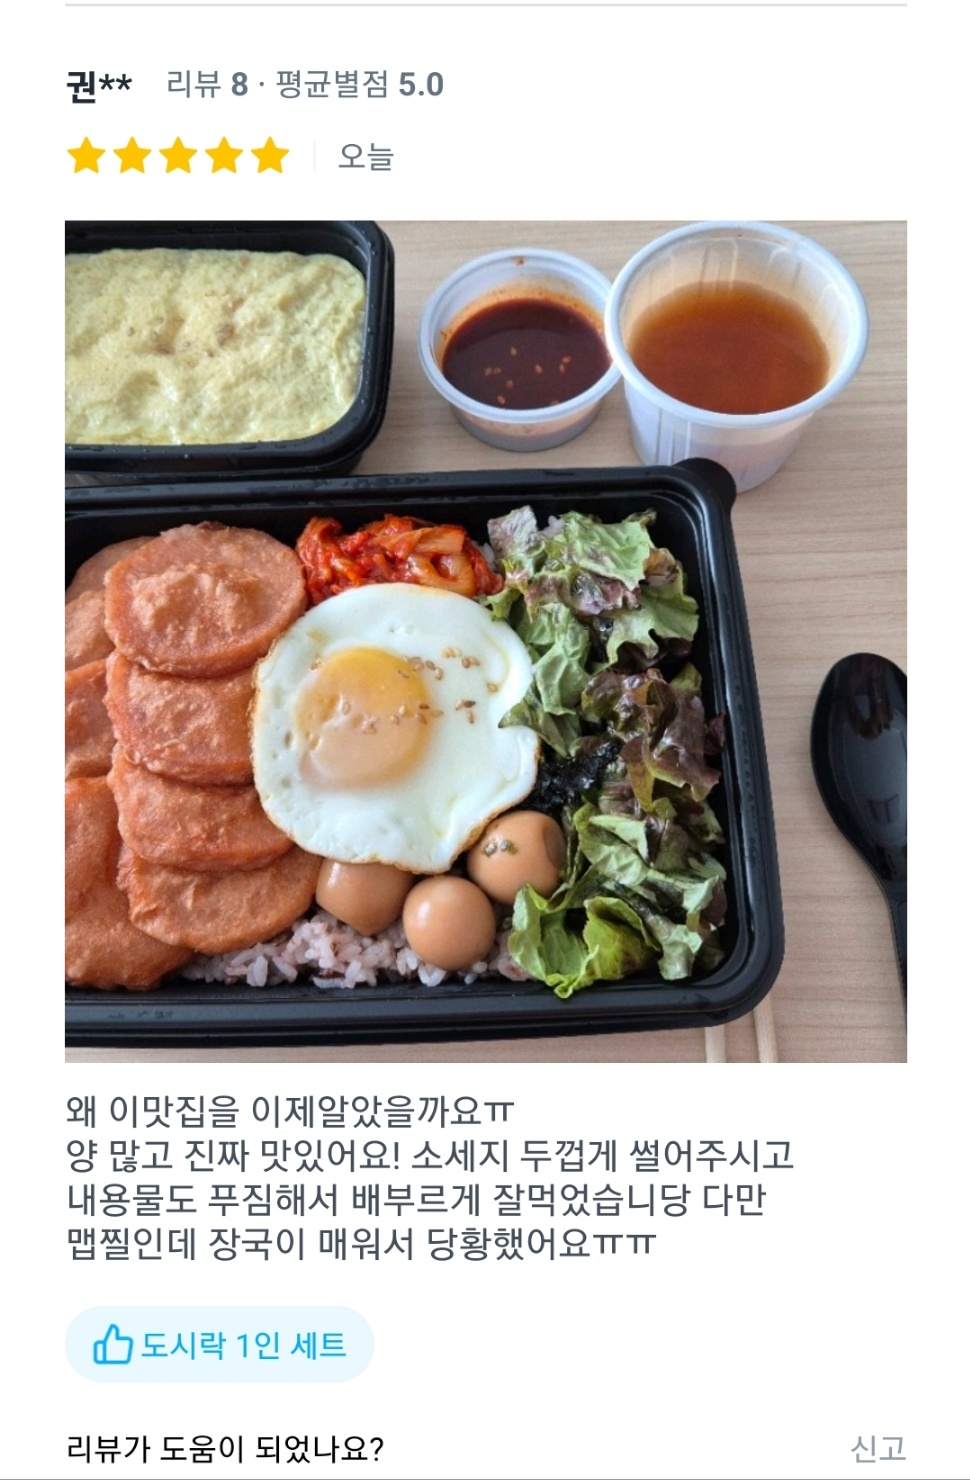 권** 리뷰 8 · 평균별점 5.0
오늘
왜 이맛집을 이제알았을까요ㅠ
양 많고 진짜 맛있어요! 소세지 두껍게 썰어주시고
내용물도 푸짐해서 배부르게 잘먹었습니당 다만
맵찔인데 장국이 매워서 당황했어요ㅠㅠ
도시락 1인 세트
리뷰가 도움이 되었나요? 신고